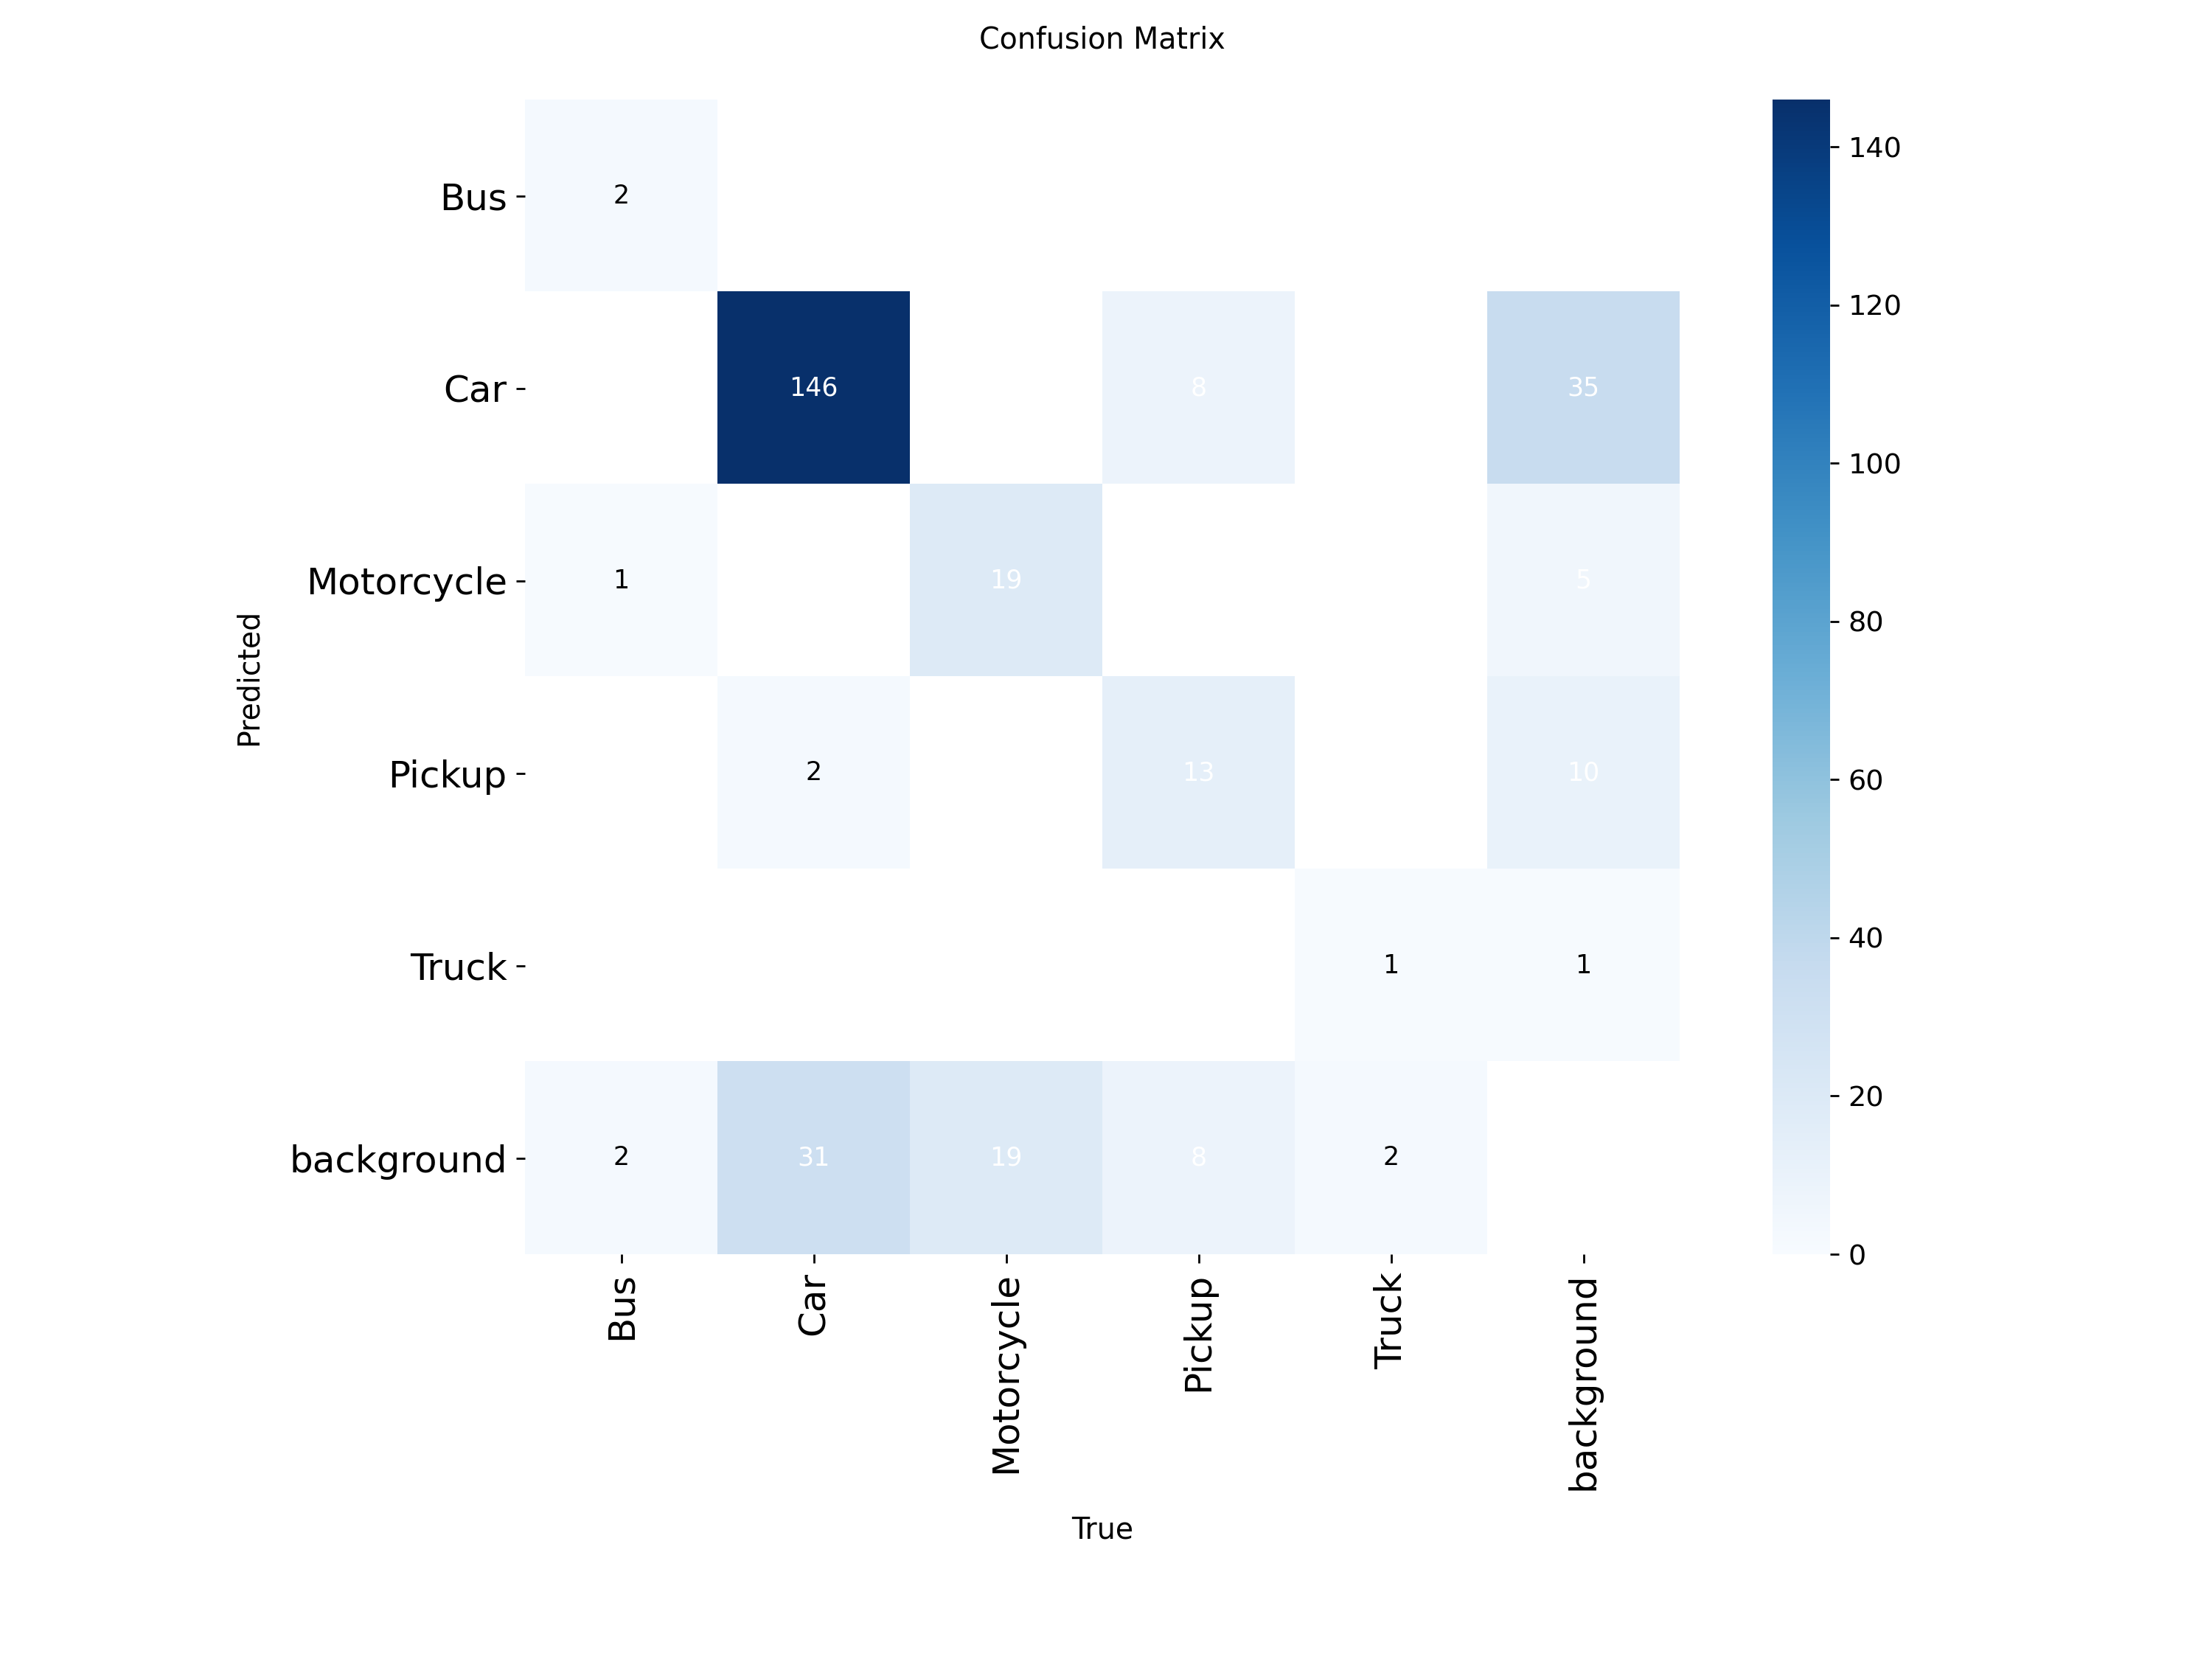 Confusion Matrix
Bus 2
Car 146 8 35
Motorcycle 1 19 5
Pickup 2 13 10
Truck 1 1
background 2 31 19 8 2
Bus Car Motorcycle Pickup Truck background
Predicted
True
140
120
100
80
60
40
20
0